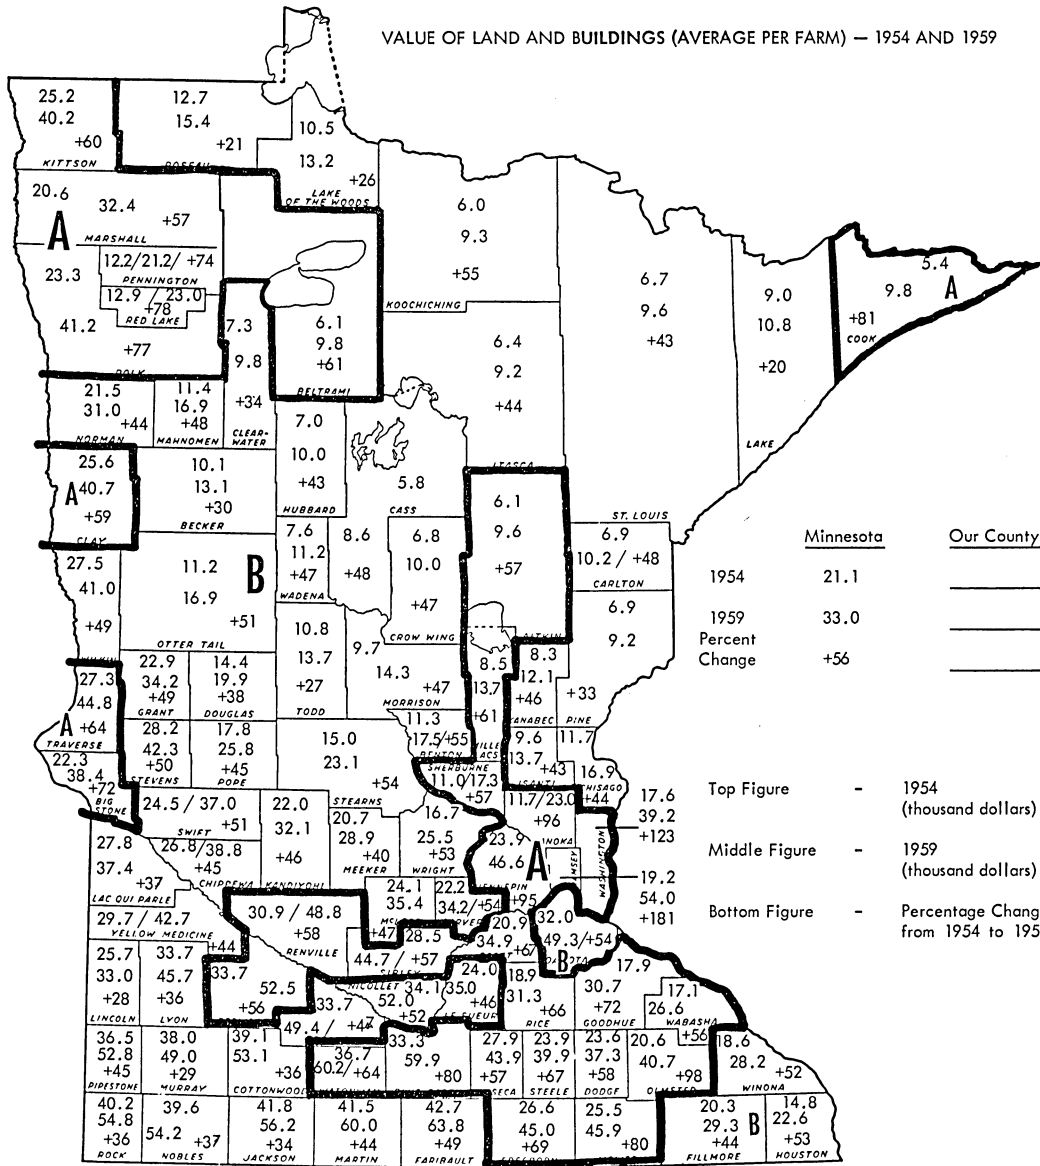 VALUE OF LAND AND BUILDINGS (AVERAGE PER FARM) — 1954 AND 1959
25.2
40.2
+60
KITTSON
12.7
15.4
+21
ROSEAU
10.5
13.2
+26
LAKE
OF THE WOODS
20.6
32.4
+57
A
MARSHALL
12.2/21.2/ +74
PENNINGTON
12.9 / 23.0
+78
RED LAKE
23.3
41.2
+77
POLK
6.0
9.3
+55
KOOCHICHING
6.7
9.6
+43
ST. LOUIS
9.0
10.8
+20
LAKE
5.4
9.8
A
+81
COOK
7.3
9.8
+34
CLEAR-
WATER
6.1
9.8
+61
BELTRAMI
6.4
9.2
+44
ITASCA
21.5
31.0
+44
NORMAN
11.4
16.9
+48
MAHNOMEN
7.0
10.0
+43
HUBBARD
5.8
CASS
8.6
+48
25.6
A
40.7
+59
CLAY
10.1
13.1
+30
BECKER
7.6
11.2
+47
WADENA
6.8
10.0
+47
CROW WING
6.1
9.6
+57
AITKIN
6.9
10.2 / +48
CARLTON
27.5
41.0
+49
11.2
B
16.9
+51
OTTER TAIL
10.8
13.7
+27
TODD
9.7
14.3
+47
MORRISON
8.5
13.7
+61
MILLE
LACS
8.3
12.1
+46
KANABEC
6.9
9.2
+33
PINE
27.3
44.8
A
+64
TRAVERSE
22.9
34.2
+49
GRANT
14.4
19.9
+38
DOUGLAS
28.2
42.3
+50
STEVENS
17.8
25.8
+45
POPE
15.0
23.1
+54
STEARNS
11.3
17.5/+55
BENTON
SHERBURNE
11.0/17.3
+57
9.6
13.7
+43
ISANTI
11.7
16.9
CHISAGO
+44
22.3
38.4
+72
BIG
STONE
24.5 / 37.0
+51
SWIFT
22.0
32.1
+46
KANDIYOHI
20.7
28.9
+40
MEEKER
16.7
25.5
+53
WRIGHT
11.7/23.0
+96
ANOKA
23.9
46.6
A
HENNEPIN
+95
RAMSEY
WASHINGTON
17.6
39.2
+123
19.2
54.0
+181
27.8
37.4
+37
LAC QUI PARLE
26.8/38.8
+45
CHIPPEWA
29.7 / 42.7
YELLOW MEDICINE
+44
30.9 / 48.8
+58
RENVILLE
24.1
35.4
+47
22.2
34.2/+54
28.5
44.7 / +57
SIBLEY
20.9
34.9
+67
32.0
49.3/+54
B
DAKOTA
25.7
33.0
+28
LINCOLN
33.7
45.7
+36
LYON
33.7
52.5
+56
33.7
49.4 / +47
NICOLLET
34.1
52.0
+52
24.0
35.0
+46
LE SUEUR
18.9
31.3
+66
RICE
17.9
30.7
+72
GOODHUE
17.1
26.6
WABASHA
+56
36.5
52.8
+45
PIPESTONE
38.0
49.0
+29
MURRAY
39.1
53.1
+36
COTTONWOOD
36.7
60.2/+64
WATONWAN
33.3
59.9
+80
27.9
43.9
+57
WASECA
23.9
39.9
+67
STEELE
23.6
37.3
+58
DODGE
20.6
40.7
+98
OLMSTED
18.6
28.2
+52
WINONA
40.2
54.8
+36
ROCK
39.6
54.2
+37
NOBLES
41.8
56.2
+34
JACKSON
41.5
60.0
+44
MARTIN
42.7
63.8
+49
FARIBAULT
26.6
45.0
+69
FREEBORN
25.5
45.9
+80
20.3
29.3
B
+44
FILLMORE
14.8
22.6
+53
HOUSTON
Minnesota Our County
1954 21.1
1959 33.0
Percent
Change +56
Top Figure - 1954
(thousand dollars)
Middle Figure - 1959
(thousand dollars)
Bottom Figure - Percentage Chang
from 1954 to 195